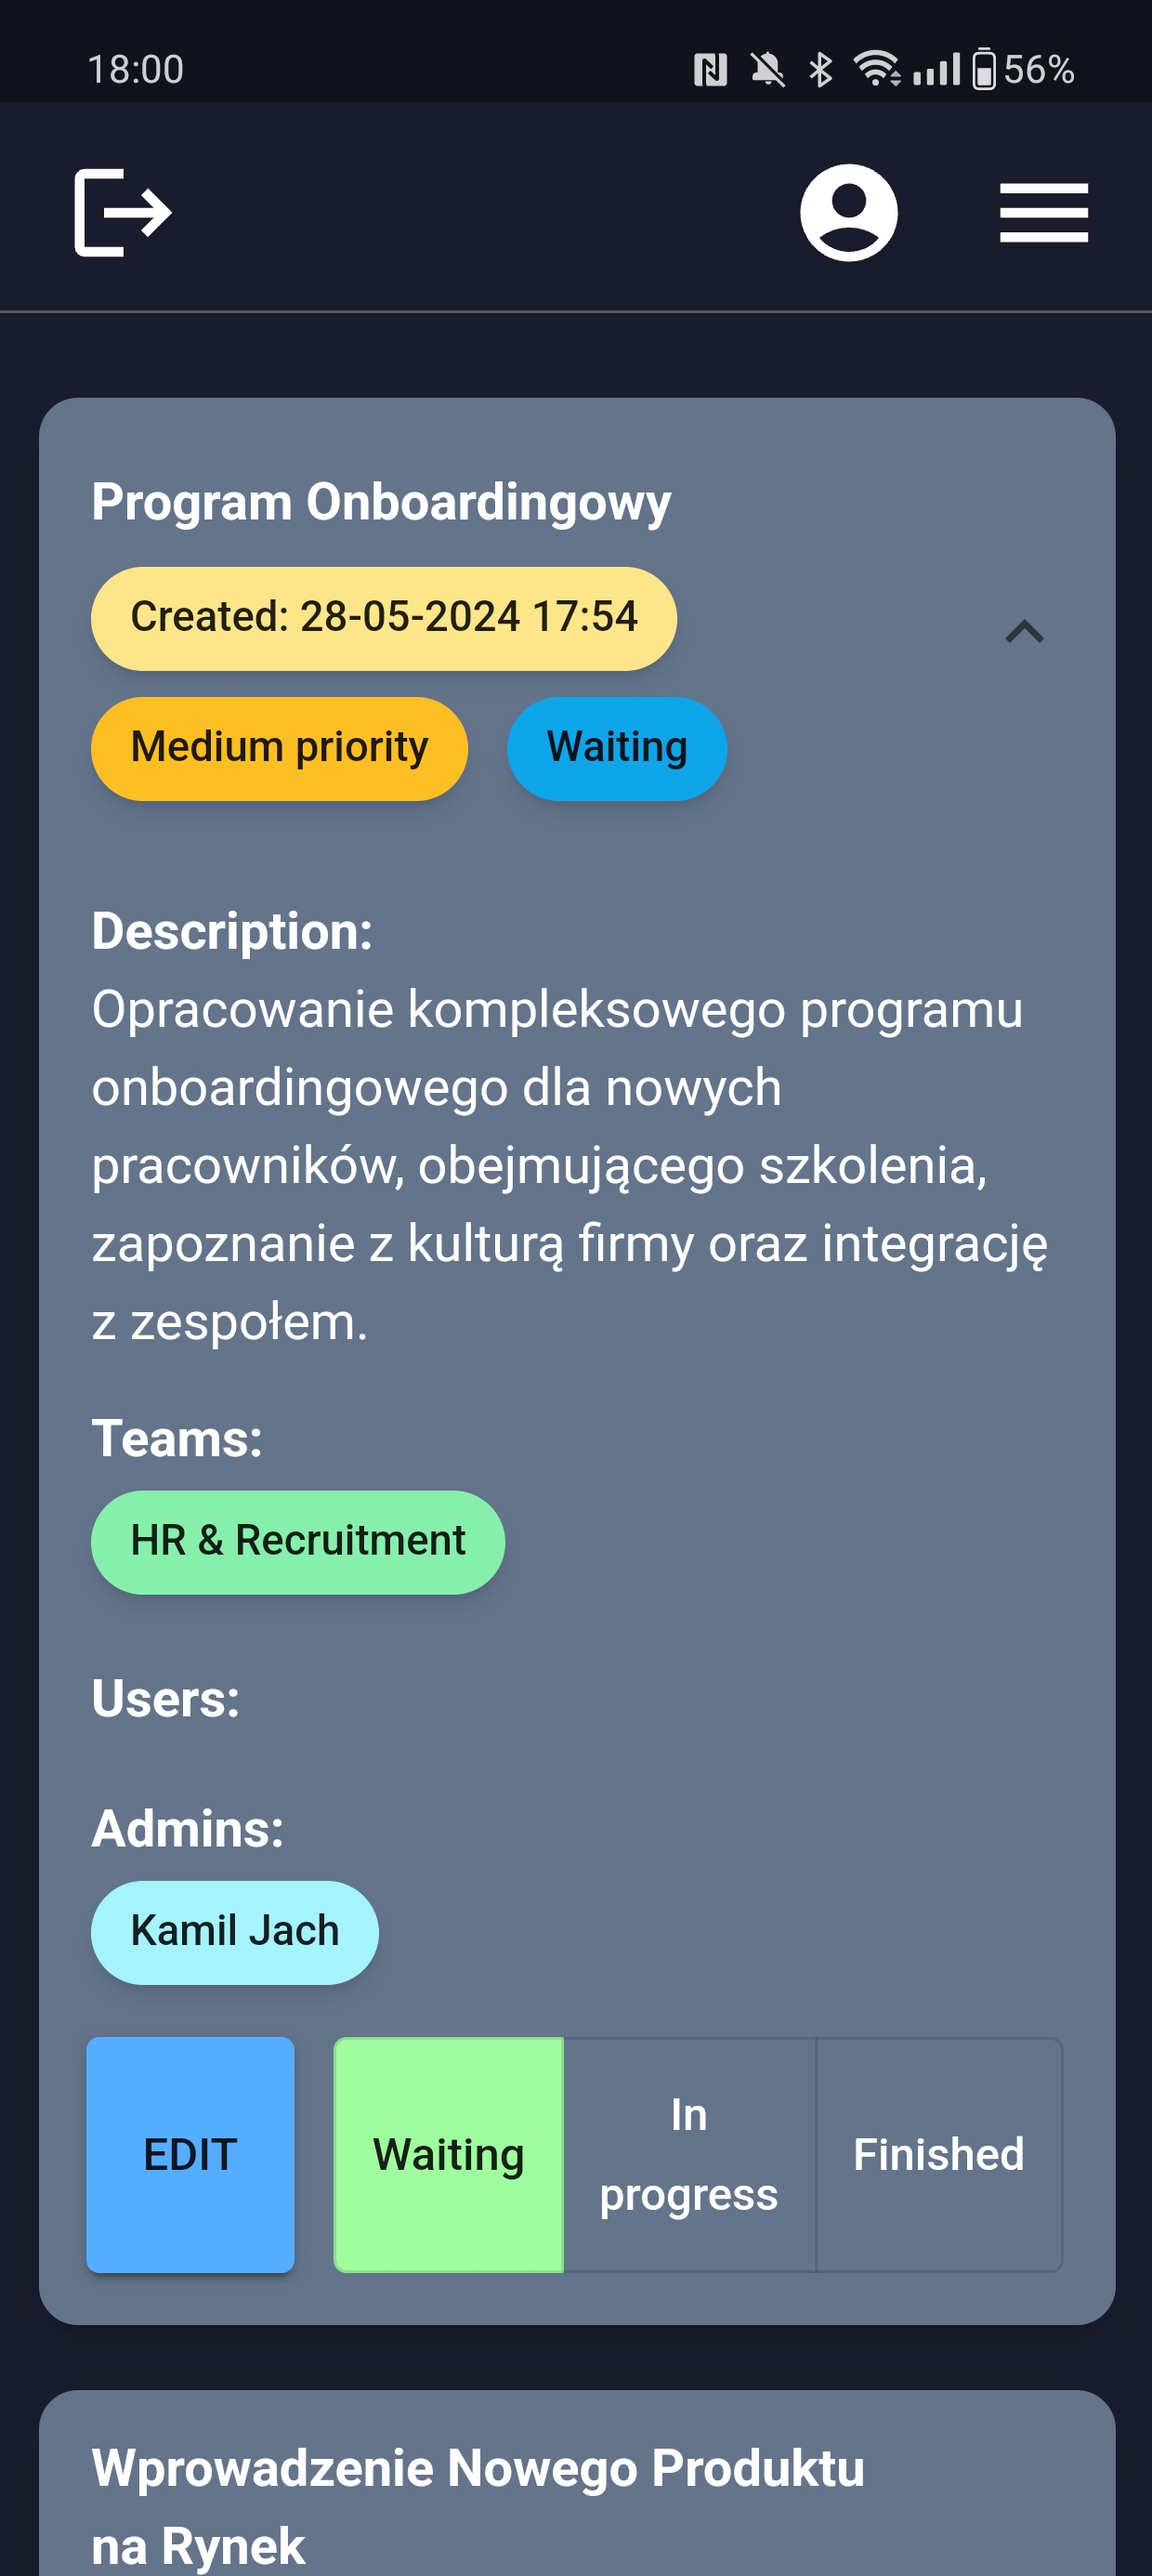 18:00
56%
Program Onboardingowy
Created: 28-05-2024 17:54
Medium priority
Waiting
Description:
Opracowanie kompleksowego programu
onboardingowego dla nowych
pracowników, obejmującego szkolenia,
zapoznanie z kulturą firmy oraz integrację
z zespołem.
Teams:
HR & Recruitment
Users:
Admins:
Kamil Jach
EDIT
Waiting
In
progress
Finished
Wprowadzenie Nowego Produktu
na Rynek